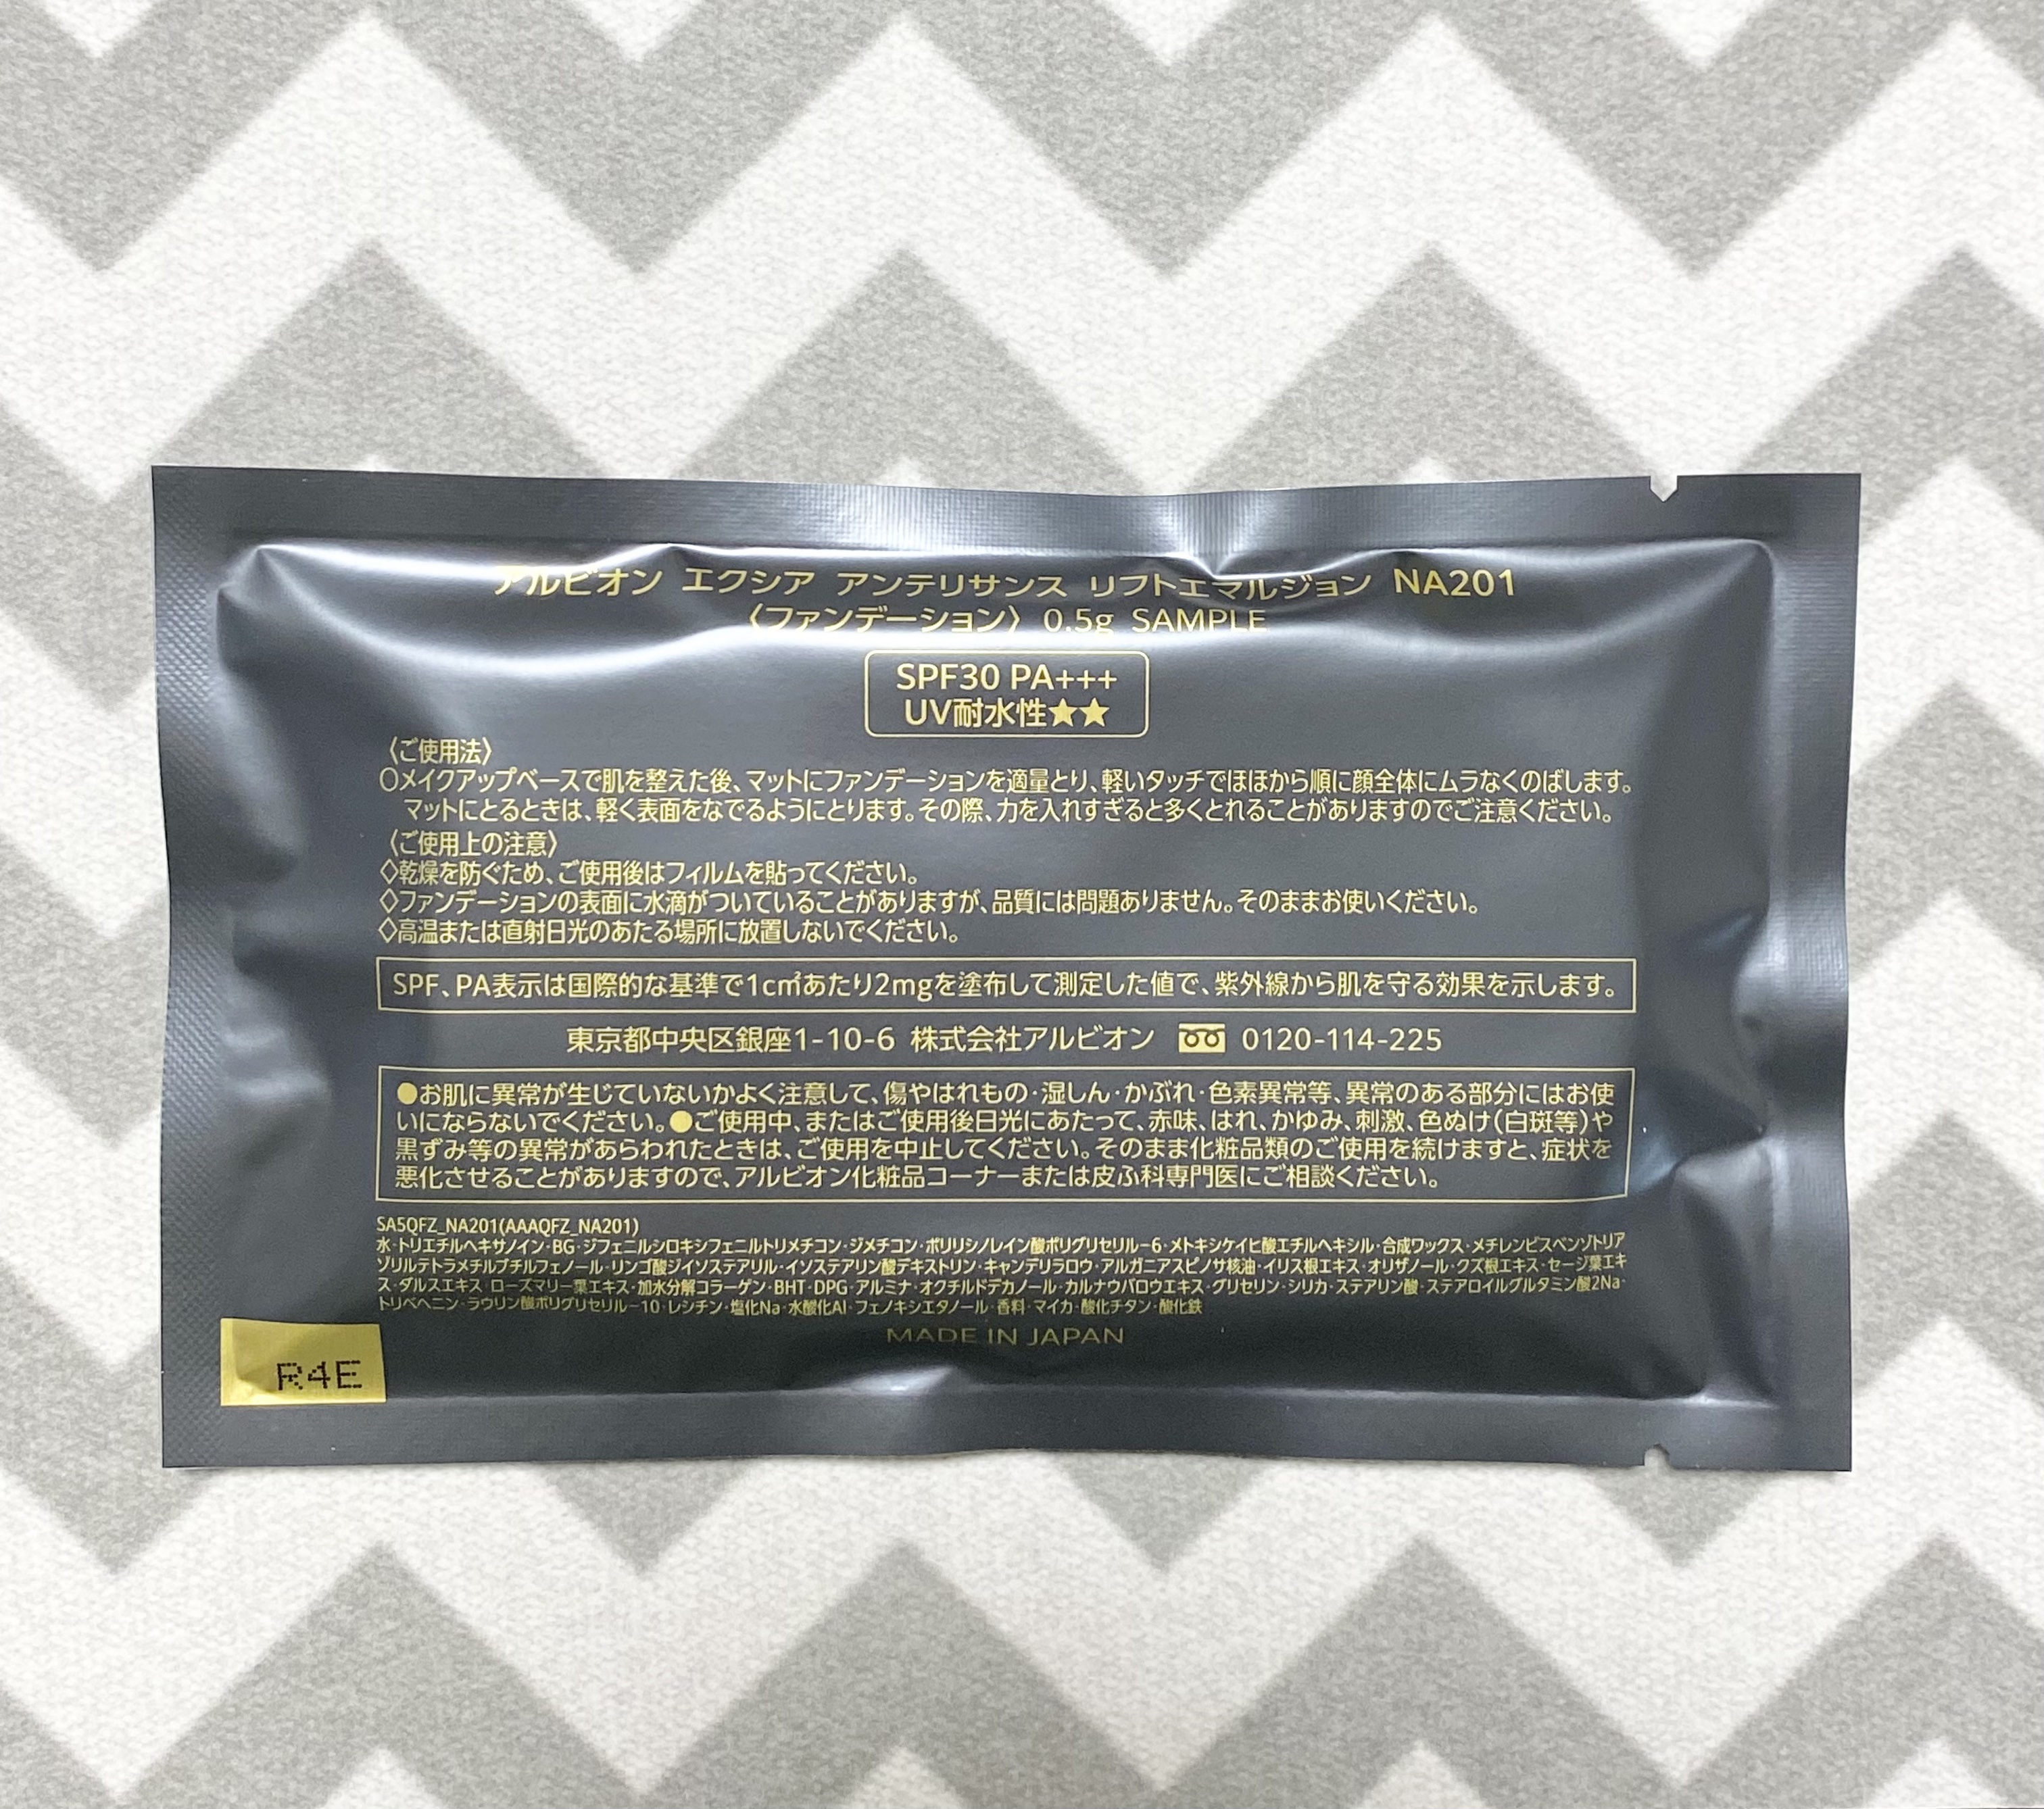 アルビオン エクシア アンテリサンス リフトエマルジョン NA201
〈ファンデーション〉 0.5g SAMPLE
SPF30 PA+++
UV耐水性★★
〈ご使用法〉
○メイクアップベースで肌を整えた後、マットにファンデーションを適量とり、軽いタッチでほほから順に顔全体にムラなくのばします。
マットにとるときは、軽く表面をなでるようにとります。その際、力を入れすぎると多くとれることがありますのでご注意ください。
〈ご使用上の注意〉
◇乾燥を防ぐため、ご使用後はフィルムを貼ってください。
◇ファンデーションの表面に水滴がついていることがありますが、品質には問題ありません。そのままお使いください。
◇高温または直射日光のあたる場所に放置しないでください。
SPF、PA表示は国際的な基準で1c㎡あたり2mgを塗布して測定した値で、紫外線から肌を守る効果を示します。
東京都中央区銀座1-10-6 株式会社アルビオン 0120-114-225
●お肌に異常が生じていないかよく注意して、傷やはれもの・湿しん・かぶれ・色素異常等、異常のある部分にはお使
いにならないでください。●ご使用中、またはご使用後日光にあたって、赤味、はれ、かゆみ、刺激、色ぬけ(白斑等)や
黒ずみ等の異常があらわれたときは、ご使用を中止してください。そのまま化粧品類のご使用を続けますと、症状を
悪化させることがありますので、アルビオン化粧品コーナーまたは皮ふ科専門医にご相談ください。
SA5QFZ_NA201(AAAQFZ_NA201)
水・トリエチルヘキサノイン・BG・ジフェニルシロキシフェニルトリメチコン・ジメチコン・ポリリシノレイン酸ポリグリセリル-6・メトキシケイヒ酸エチルヘキシル・合成ワックス・メチレンビスベンゾトリア
ゾリルテトラメチルブチルフェノール・リンゴ酸ジイソステアリル・イソステアリン酸デキストリン・キャンデリラロウ・アルガニアスピノサ核油・イリス根エキス・オリザノール・クズ根エキス・セージ葉エキ
ス・ダルスエキス・ローズマリー葉エキス・加水分解コラーゲン・BHT・DPG・アルミナ・オクチルドデカノール・カルナウバロウエキス・グリセリン・シリカ・ステアリン酸・ステアロイルグルタミン酸2Na・
トリベヘニン・ラウリン酸ポリグリセリル-10・レシチン・塩化Na・水酸化Al・フェノキシエタノール・香料・マイカ・酸化チタン・酸化鉄
MADE IN JAPAN
R4E